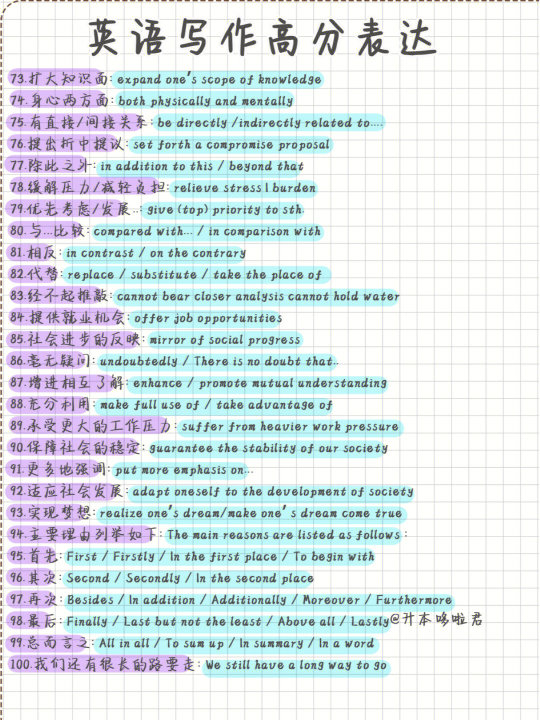 英语写作高分表达
73.扩大知识面: expand one's scope of knowledge
74.身心两方面: both physically and mentally
75.有直接/间接关系: be directly /indirectly related to....
76.提出折中提议: set forth a compromise proposal
77.除此之外: in addition to this / beyond that
78.缓解压力/减轻负担: relieve stress | burden
79.优先考虑/发展..: give (top) priority to sth.
80.与...比较: compared with... / in comparison with
81.相反: in contrast / on the contrary
82.代替: replace / substitute / take the place of
83.经不起推敲: cannot bear closer analysis cannot hold water
84.提供就业机会: offer job opportunities
85.社会进步的反映: mirror of social progress
86.毫无疑问: undoubtedly / There is no doubt that..
87.增进相互了解: enhance / promote mutual understanding
88.充分利用: make full use of / take advantage of
89.承受更大的工作压力: suffer from heavier work pressure
90.保障社会的稳定: guarantee the stability of our society
91.更多地强调: put more emphasis on...
92.适应社会发展: adapt oneself to the development of society
93.实现梦想: realize one's dream/make one's dream come true
94.主要理由列举如下: The main reasons are listed as follows:
95.首先: First / Firstly / In the first place / To begin with
96.其次: Second / Secondly / In the second place
97.再次: Besides / In addition / Additionally / Moreover / Furthermore
98.最后: Finally / Last but not the least / Above all / Lastly @升本哆啦君
99.总而言之: All in all / To sum up / In summary / In a word
100.我们还有很长的路要走: We still have a long way to go